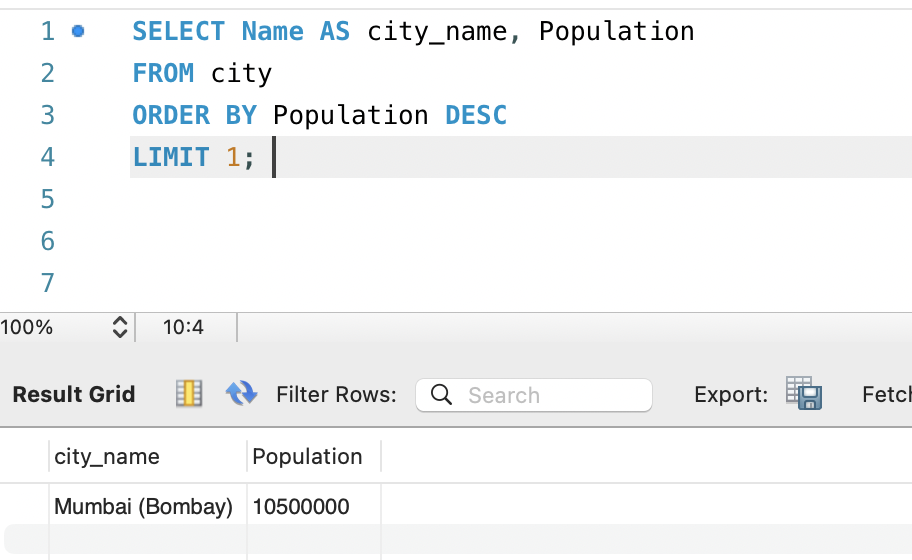 1 SELECT Name AS city_name, Population
2 FROM city
3 ORDER BY Population DESC
4 LIMIT 1;
5
6
7
100% 10:4
Result Grid Filter Rows: Search Export: Fetch
city_name Population
Mumbai (Bombay) 10500000